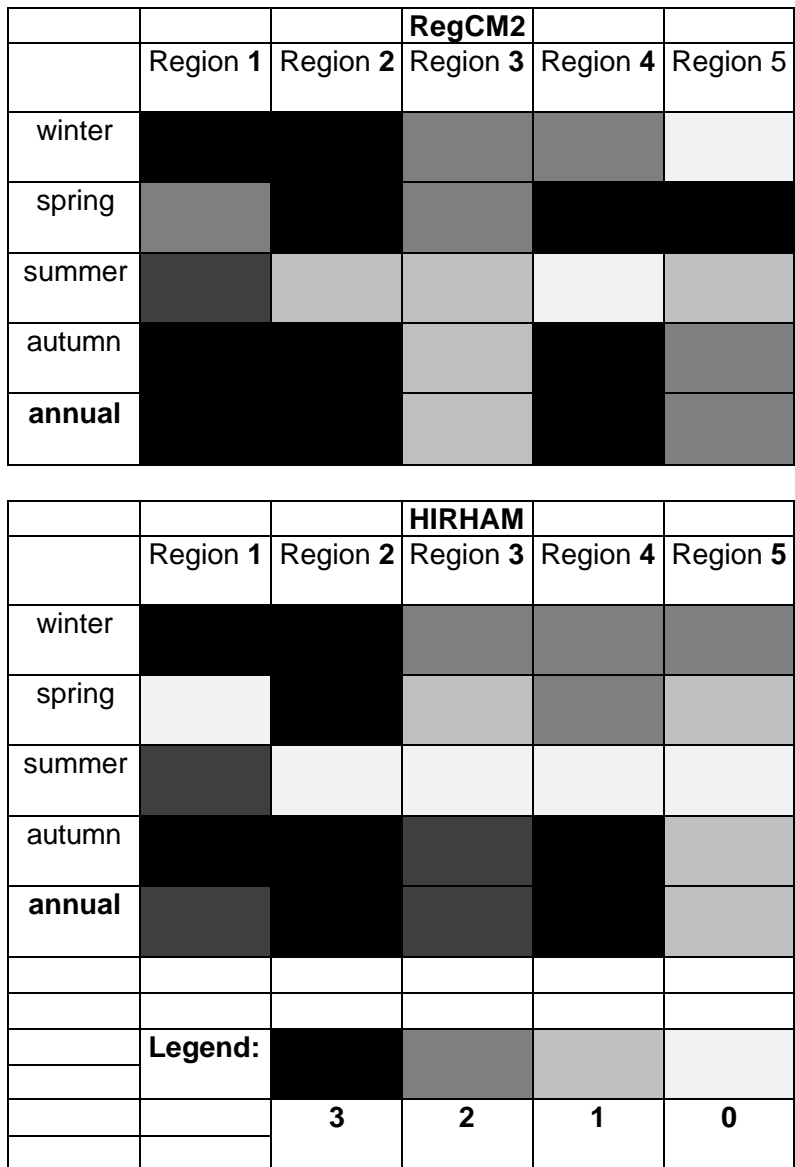 RegCM2
Region 1 Region 2 Region 3 Region 4 Region 5
winter
spring
summer
autumn
annual
HIRHAM
Region 1 Region 2 Region 3 Region 4 Region 5
winter
spring
summer
autumn
annual
Legend:
3 2 1 0